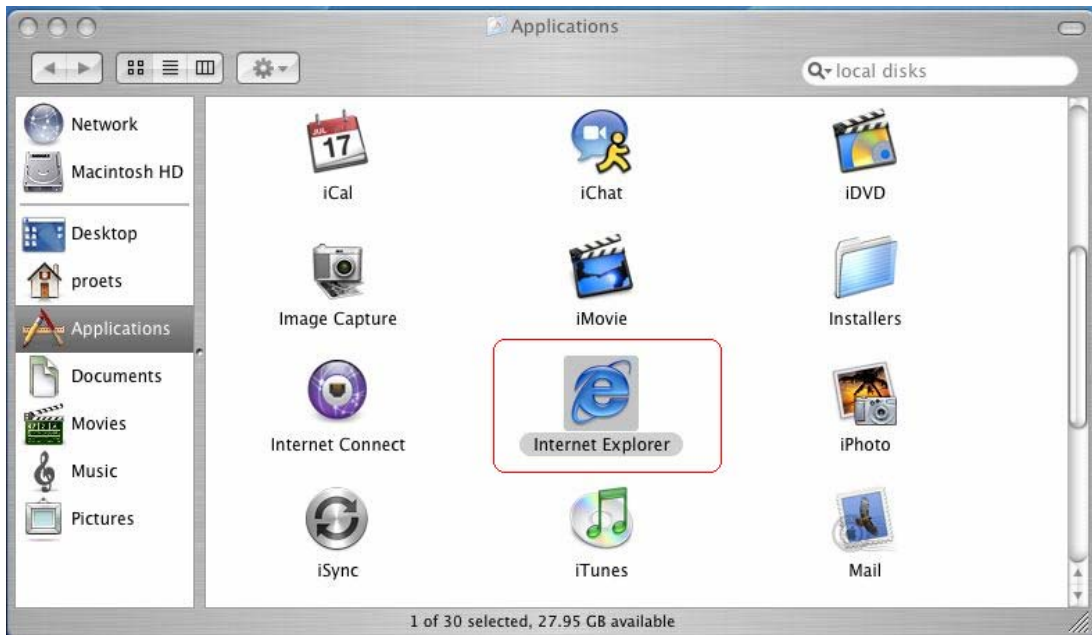 Applications
local disks
Network
Macintosh HD
Desktop
proets
Applications
Documents
Movies
Music
Pictures
JUL
17
iCal
iChat
iDVD
Image Capture
iMovie
Installers
Internet Connect
Internet Explorer
iPhoto
iSync
iTunes
Mail
1 of 30 selected, 27.95 GB available